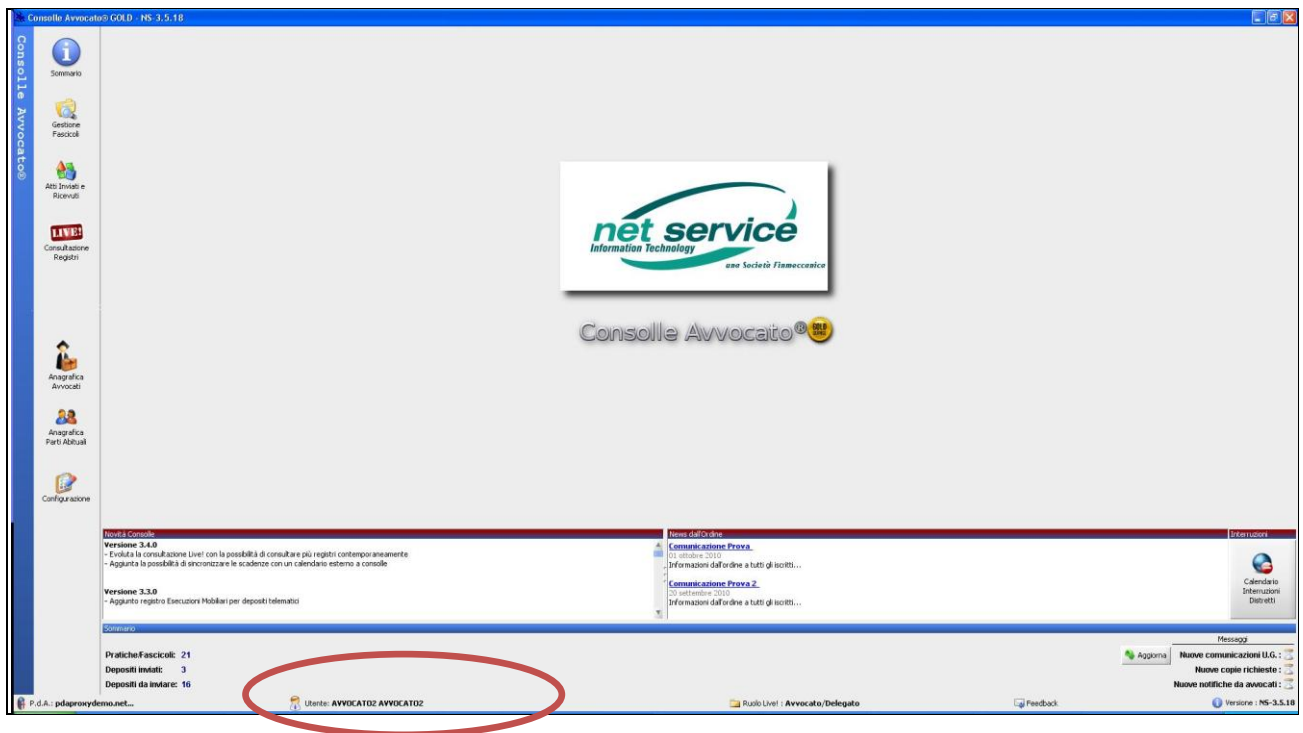 Consolle Avvocato® GOLD - NS-3.5.18
Consolle Avvocato®
Sommario
Gestione
Fascicoli
Atti Inviati e
Ricevuti
LIVE!
Consultazione
Registri
Anagrafica
Avvocati
Anagrafica
Parti Abituali
Configurazione
net service
Information Technology
una Società Finmeccanica
Consolle Avvocato®
GOLD
SERVICE
Novità Consolle
Versione 3.4.0
- Evoluta la consultazione Live! con la possibilità di consultare più registri contemporaneamente
- Aggiunta la possibilità di sincronizzare le scadenze con un calendario esterno a consolle
Versione 3.3.0
- Aggiunto registro Esecuzioni Mobiliari per depositi telematici
News dall'Ordine
Comunicazione Prova
01 ottobre 2010
Informazioni dall'ordine a tutti gli iscritti...
Comunicazione Prova 2
20 settembre 2010
Informazioni dall'ordine a tutti gli iscritti...
Interruzioni
Calendario
Interruzioni
Distretti
Sommario
Pratiche/Fascicoli: 21
Depositi inviati: 3
Depositi da inviare: 16
Aggiorna
Messaggi
Nuove comunicazioni U.G. :
Nuove copie richieste :
Nuove notifiche da avvocati :
P.d.A.: pdaproxydemo.net...
Utente: AVVOCATO2 AVVOCATO2
Ruolo Live! : Avvocato/Delegato
Feedback
Versione : NS-3.5.18